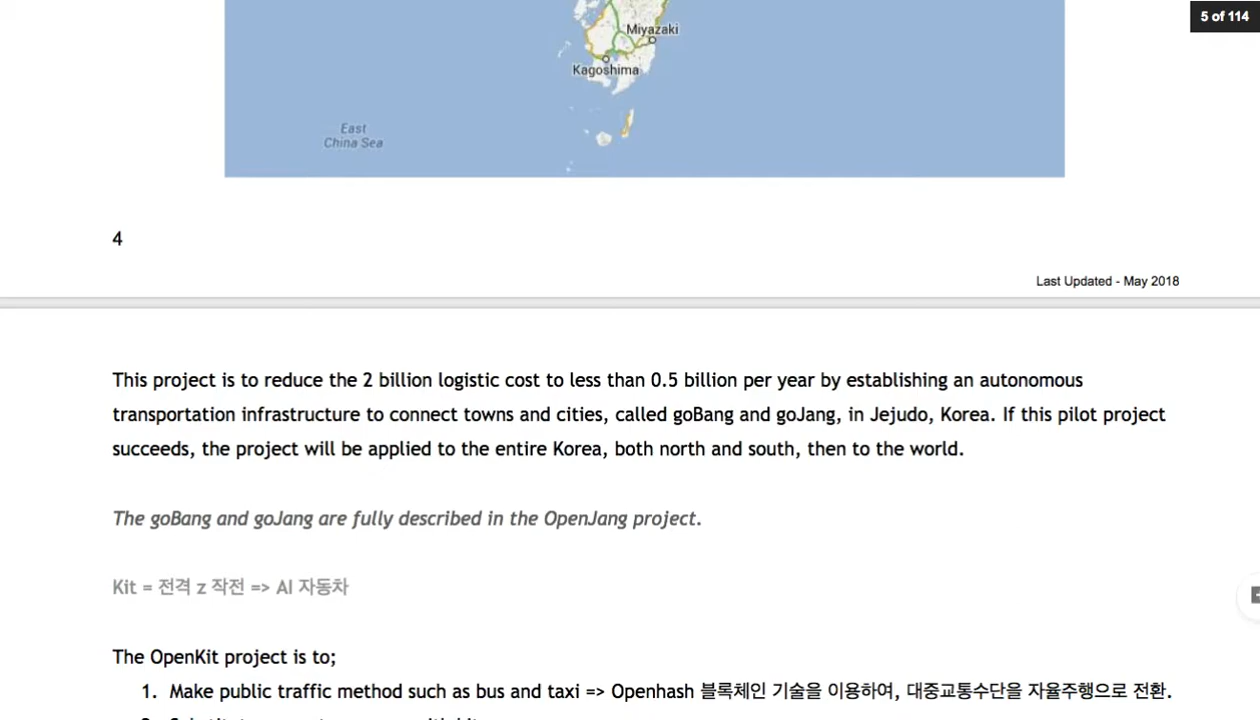 5 of 114
Miyazaki
Kagoshima
East
China Sea
4
Last Updated - May 2018
This project is to reduce the 2 billion logistic cost to less than 0.5 billion per year by establishing an autonomous
transportation infrastructure to connect towns and cities, called goBang and goJang, in Jejudo, Korea. If this pilot project
succeeds, the project will be applied to the entire Korea, both north and south, then to the world.
The goBang and goJang are fully described in the OpenJang project.
Kit = 전격 z 작전 => AI 자동차
The OpenKit project is to;
1. Make public traffic method such as bus and taxi => Openhash 블록체인 기술을 이용하여, 대중교통수단을 자율주행으로 전환.